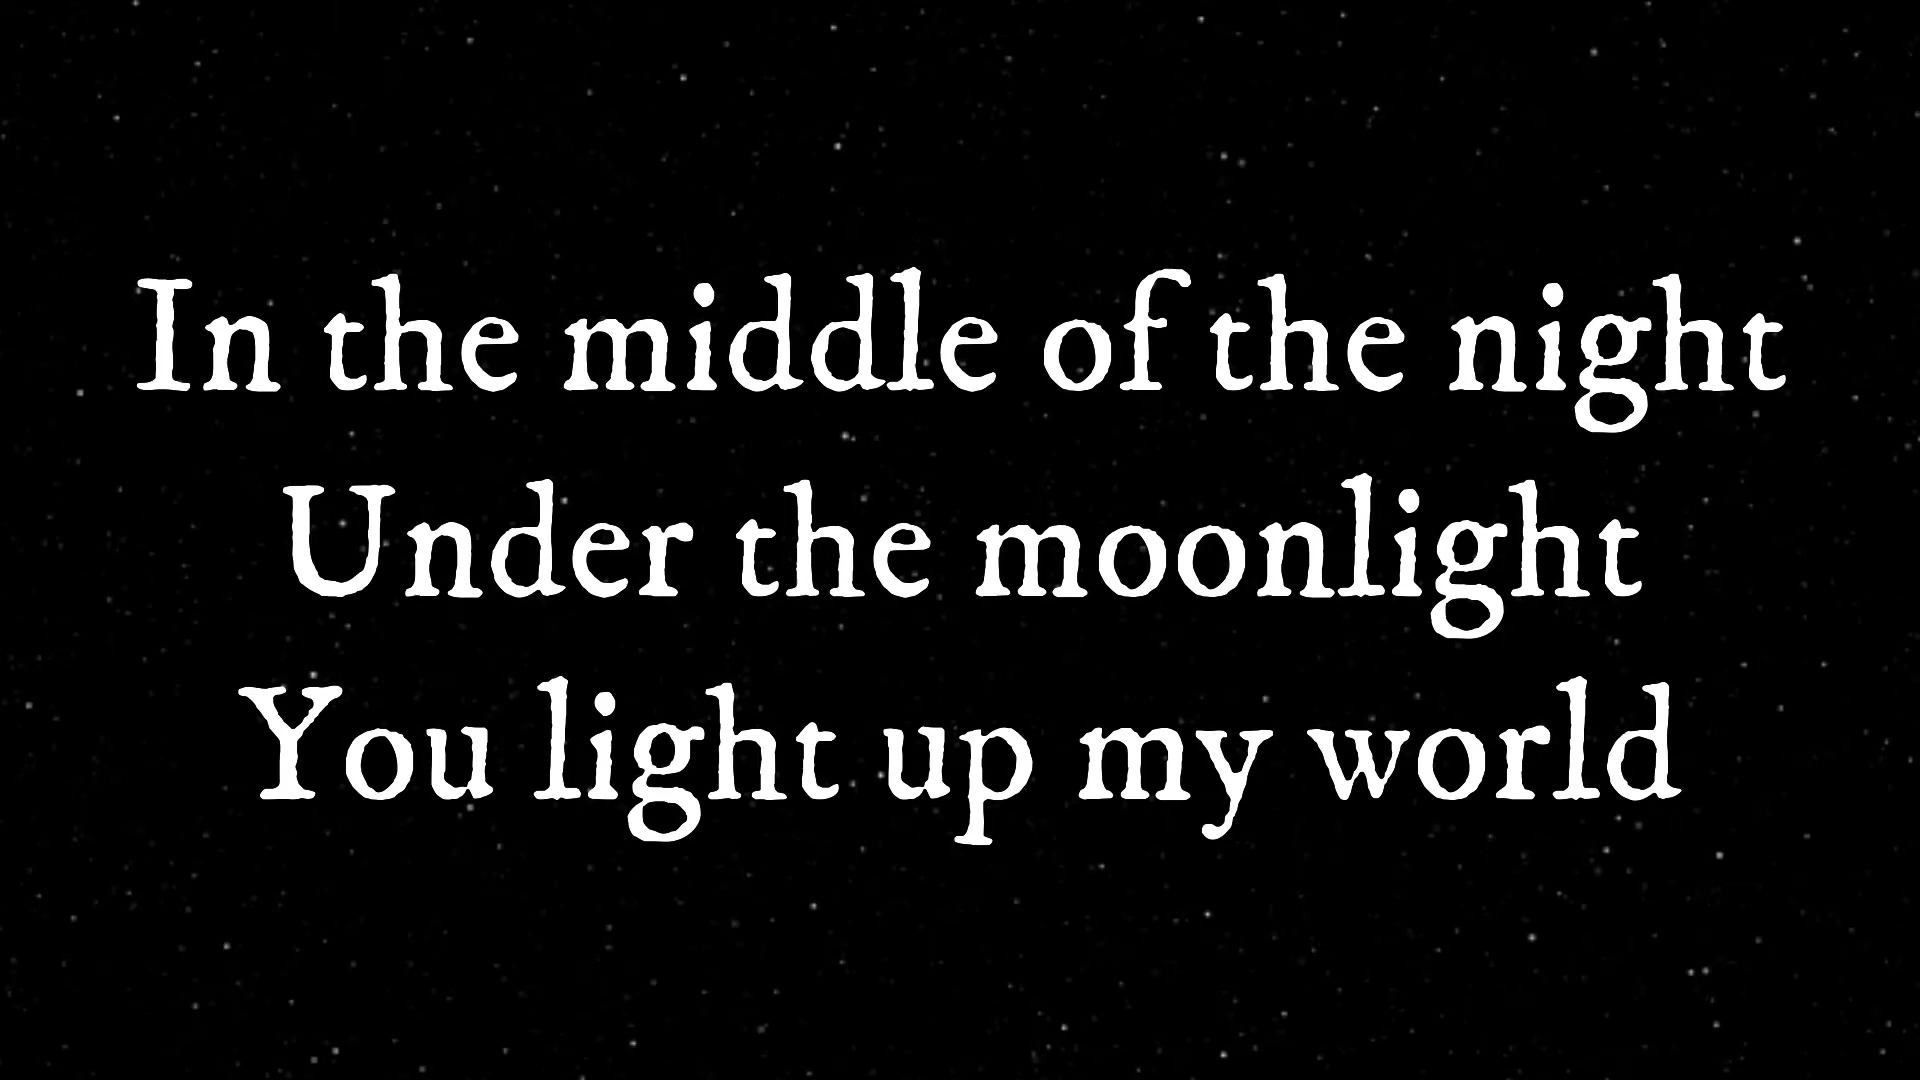 In the middle of the night
Under the moonlight
You light up my world